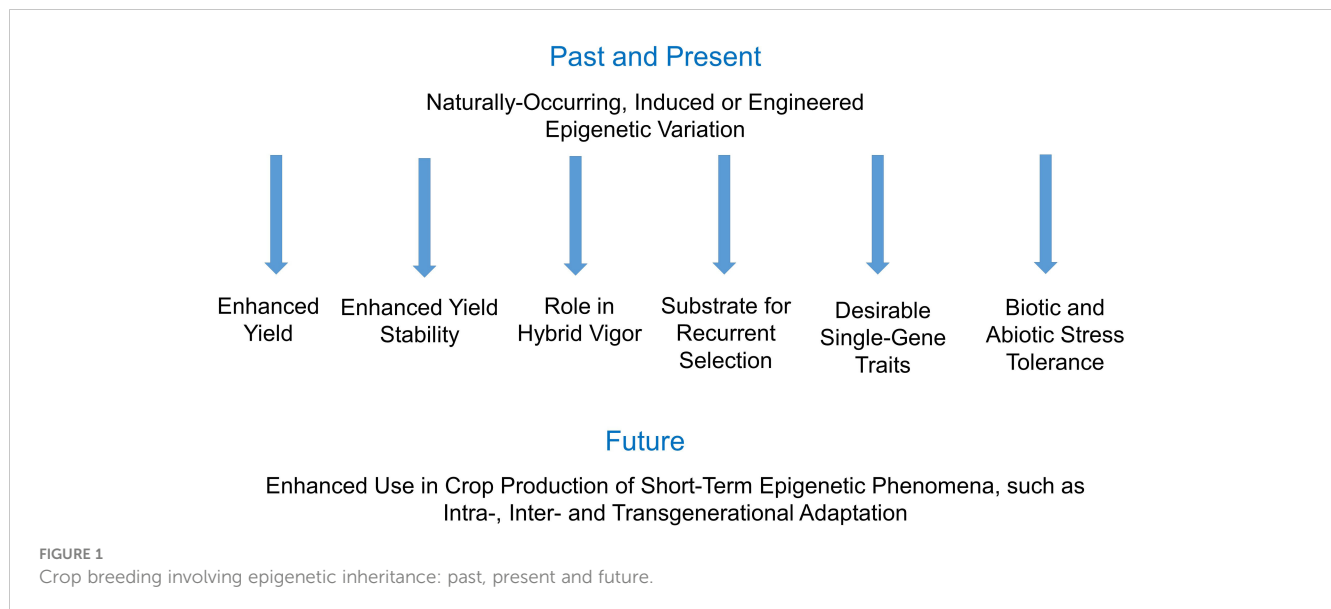 Past and Present
Naturally-Occurring, Induced or Engineered
Epigenetic Variation
Enhanced
Yield
Enhanced Yield
Stability
Role in
Hybrid Vigor
Substrate for
Recurrent
Selection
Desirable
Single-Gene
Traits
Biotic and
Abiotic Stress
Tolerance
Future
Enhanced Use in Crop Production of Short-Term Epigenetic Phenomena, such as
Intra-, Inter- and Transgenerational Adaptation
FIGURE 1
Crop breeding involving epigenetic inheritance: past, present and future.